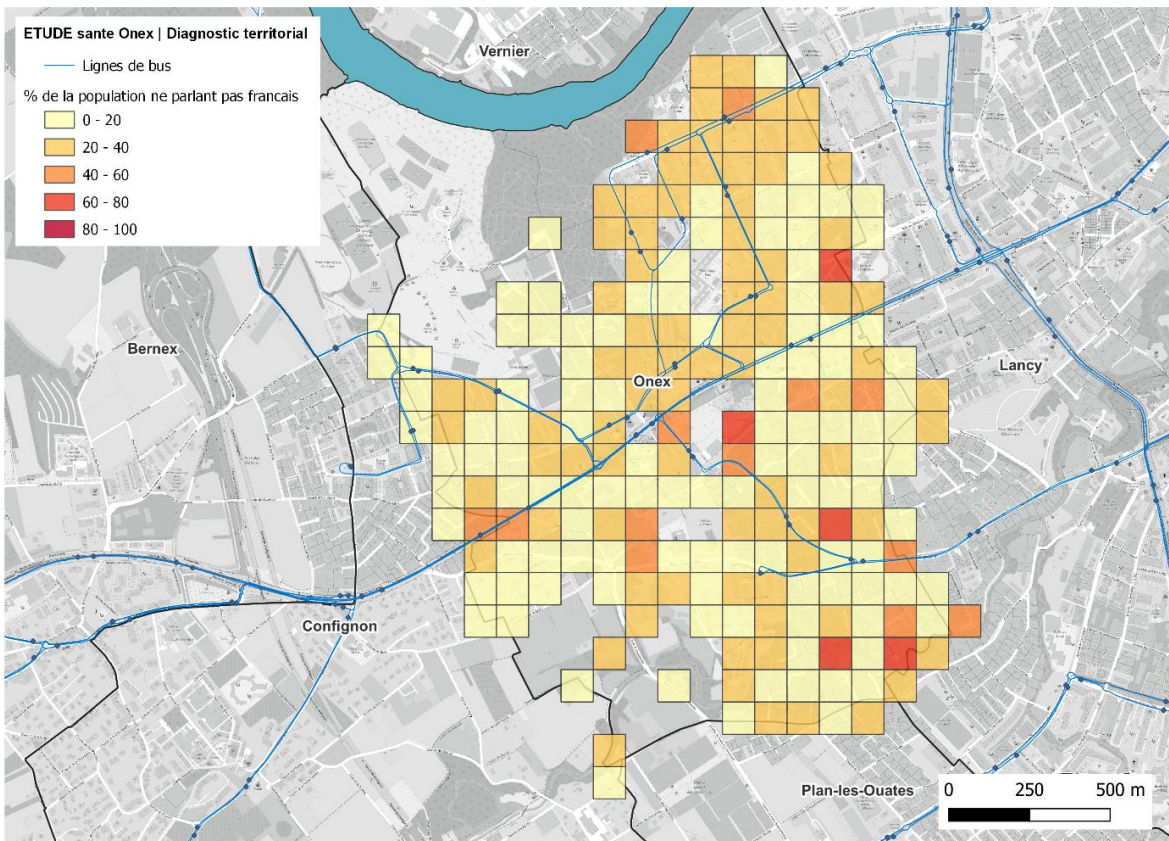 ETUDE sante Onex | Diagnostic territorial
Lignes de bus
% de la population ne parlant pas francais
0 - 20
20 - 40
40 - 60
60 - 80
80 - 100
Vernier
Bernex
Onex
Lancy
Confignon
Plan-les-Ouates
0 250 500 m